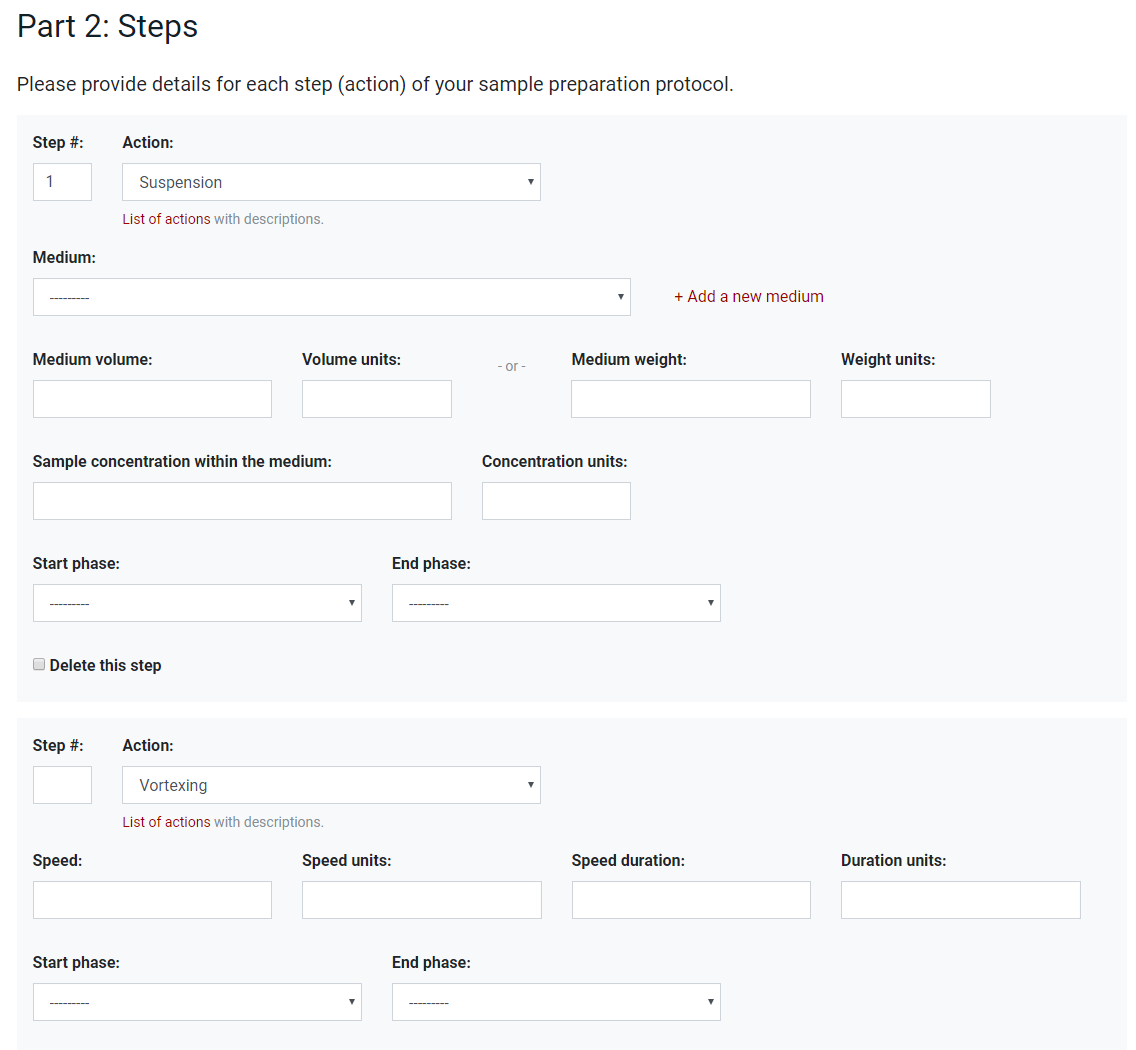 Part 2: Steps
Please provide details for each step (action) of your sample preparation protocol.
Step #: Action:
1 Suspension
List of actions with descriptions.
Medium:
--------- + Add a new medium
Medium volume: Volume units: - or - Medium weight: Weight units:
Sample concentration within the medium: Concentration units:
Start phase: End phase:
--------- ---------
Delete this step
Step #: Action:
Vortexing
List of actions with descriptions.
Speed: Speed units: Speed duration: Duration units:
Start phase: End phase:
--------- ---------